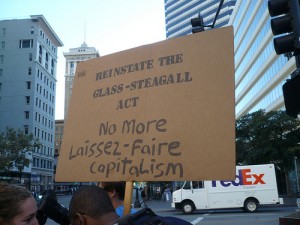 REINSTATE THE
GLASS-STEAGALL
ACT
No More
Laissez-Faire
Capitalism
FedEx